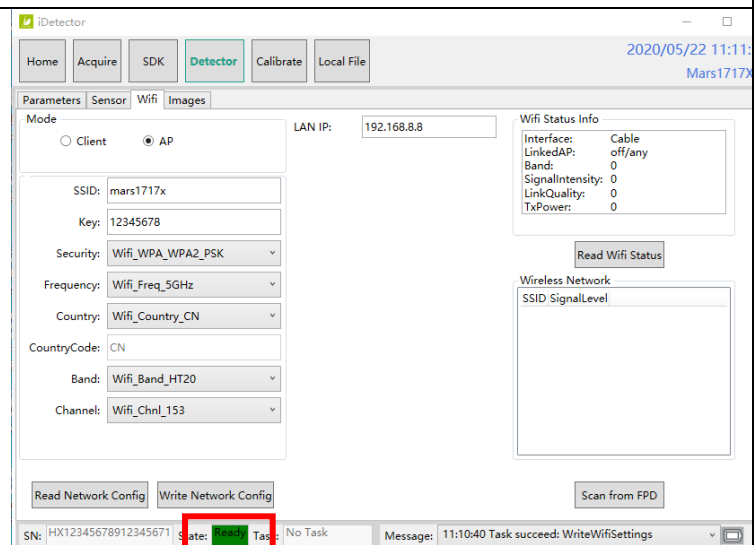 iDetector
Home Acquire SDK Detector Calibrate Local File
2020/05/22 11:11:
Mars1717X
Parameters Sensor Wifi Images
Mode
Client AP
LAN IP: 192.168.8.8
Wifi Status Info
Interface: Cable
LinkedAP: off/any
Band: 0
SignalIntensity: 0
LinkQuality: 0
TxPower: 0
SSID: mars1717x
Key: 12345678
Security: Wifi_WPA_WPA2_PSK
Frequency: Wifi_Freq_5GHz
Country: Wifi_Country_CN
CountryCode: CN
Band: Wifi_Band_HT20
Channel: Wifi_Chnl_153
Read Wifi Status
Wireless Network
SSID SignalLevel
Read Network Config Write Network Config
Scan from FPD
SN: HX12345678912345671 State: Ready Task: No Task Message: 11:10:40 Task succeed: WriteWifiSettings